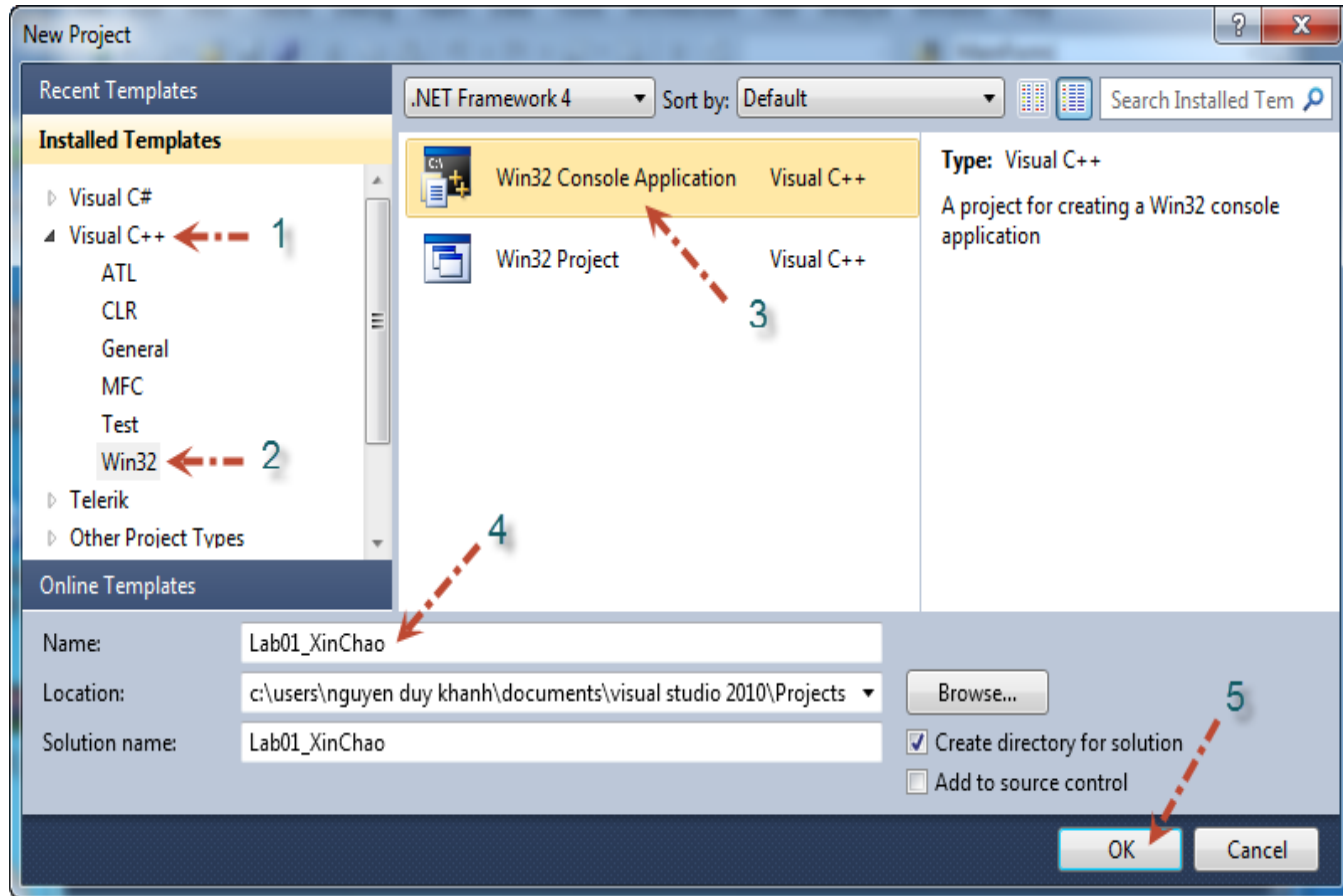 New Project
Recent Templates
Installed Templates
Visual C#
Visual C++
1
ATL
CLR
General
MFC
Test
Win32
2
Telerik
Other Project Types
Online Templates
.NET Framework 4
Sort by: Default
Search Installed Tem
Win32 Console Application Visual C++
3
Win32 Project Visual C++
Type: Visual C++
A project for creating a Win32 console
application
4
Name: Lab01_XinChao
Location: c:\users\nguyen duy khanh\documents\visual studio 2010\Projects
Browse...
5
Solution name: Lab01_XinChao
Create directory for solution
Add to source control
OK Cancel